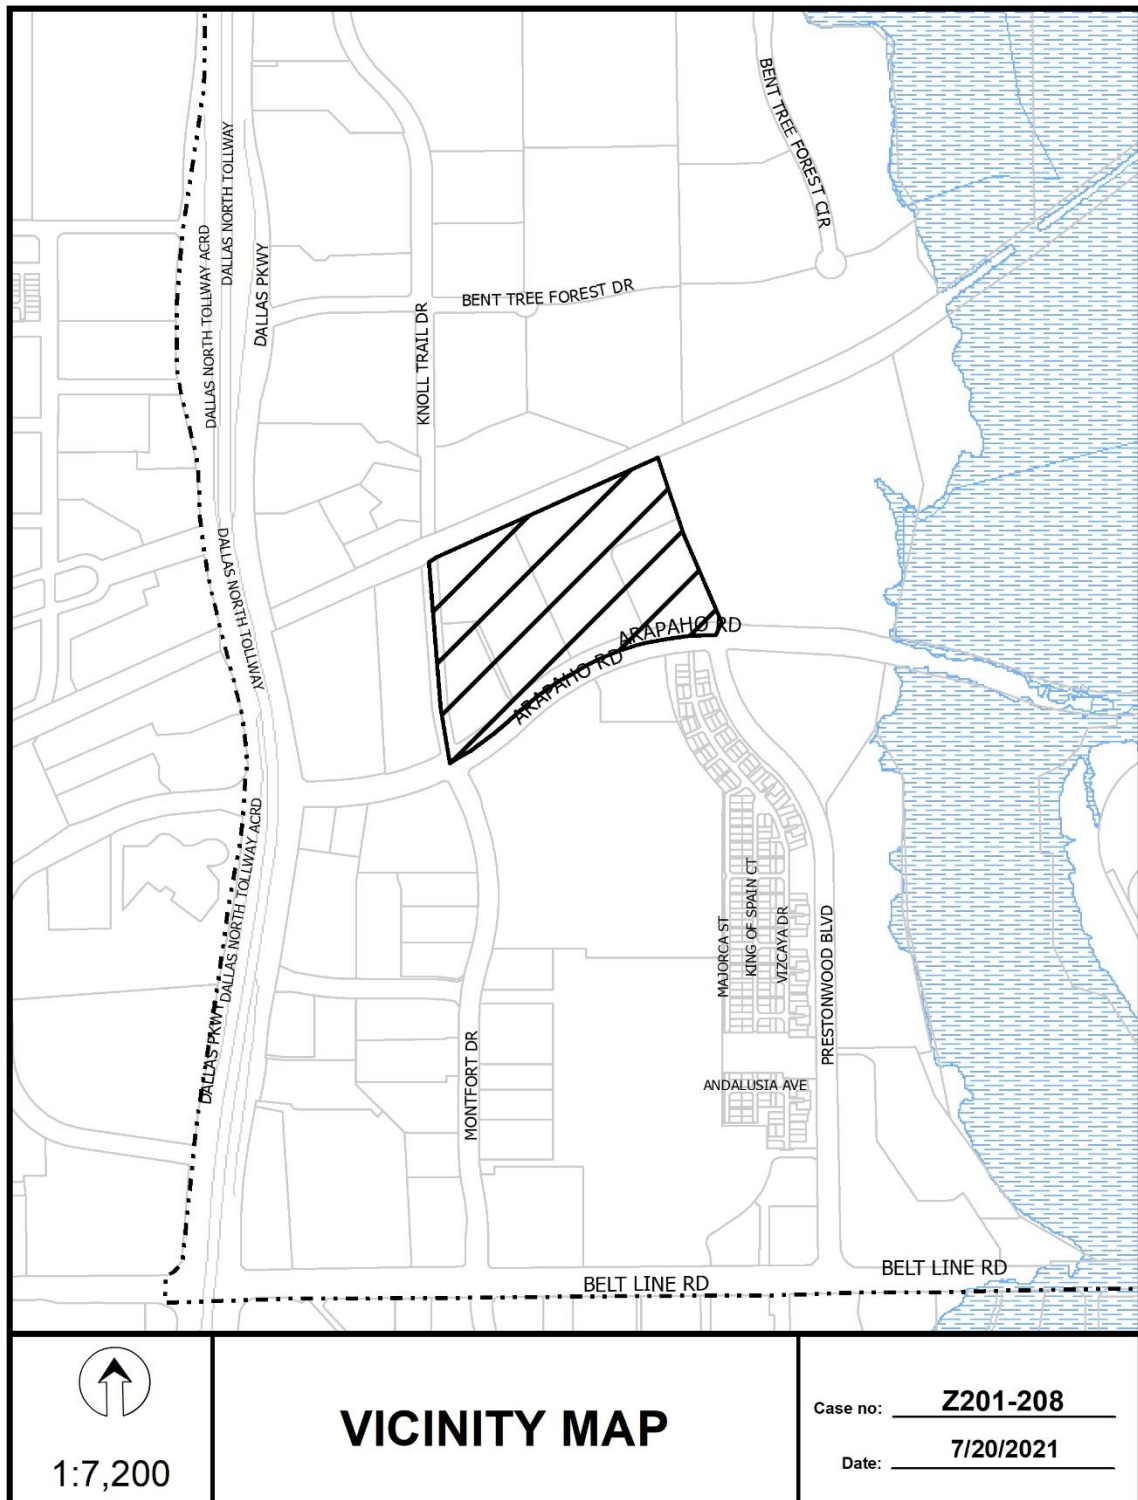 BENT TREE FOREST CIR
DALLAS NORTH TOLLWAY
DALLAS NORTH TOLLWAY ACRD
DALLAS PKWY
BENT TREE FOREST DR
KNOLL TRAIL DR
DALLAS NORTH TOLLWAY
ARAPAHO RD
ARAPAHO RD
DALLAS NORTH TOLLWAY ACRD
DALLAS PKWY
MAJORCA ST
KING OF SPAIN CT
VIZCAYA DR
PRESTONWOOD BLVD
MONTFORT DR
ANDALUSIA AVE
BELT LINE RD
BELT LINE RD
1:7,200
VICINITY MAP
Case no: Z201-208
Date: 7/20/2021